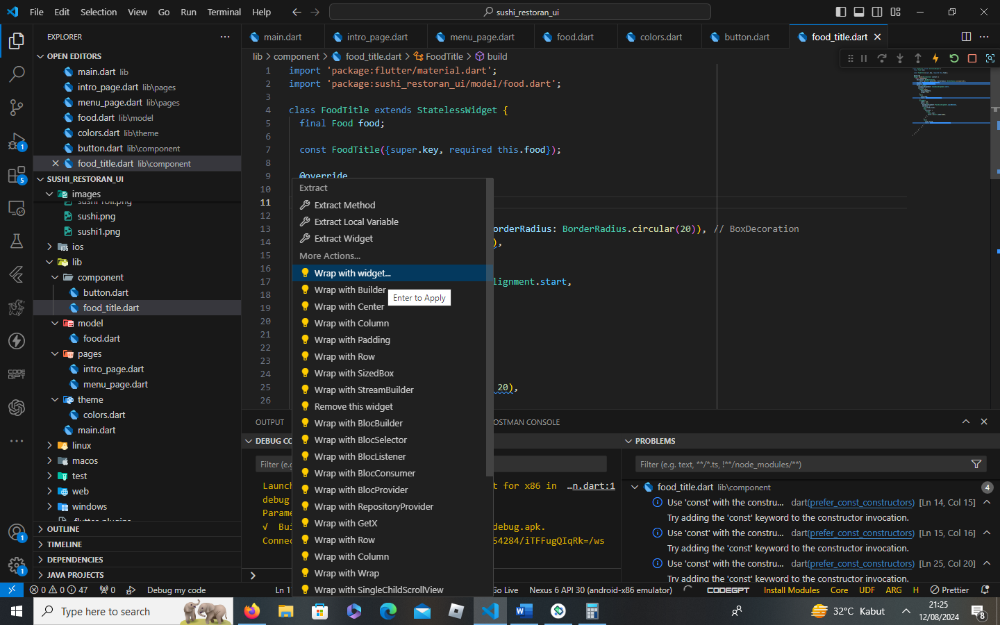 File Edit Selection View Go Run Terminal Help
sushi_restoran_ui
EXPLORER
OPEN EDITORS
main.dart lib
intro_page.dart lib\pages
menu_page.dart lib\pages
food.dart lib\model
colors.dart lib\theme
button.dart lib\component
food_title.dart lib\component
SUSHI_RESTORAN_UI
images
sushi.png
sushi1.png
ios
lib
component
button.dart
food_title.dart
model
food.dart
pages
intro_page.dart
menu_page.dart
theme
colors.dart
main.dart
linux
macos
test
web
windows
OUTLINE
TIMELINE
DEPENDENCIES
JAVA PROJECTS
1
5
CODE
GPT
1
1
main.dart intro_page.dart menu_page.dart food.dart colors.dart button.dart food_title.dart
lib > component > food_title.dart > FoodTitle > build
1 import 'package:flutter/material.dart';
2 import 'package:sushi_restoran_ui/model/food.dart';
3
4 class FoodTitle extends StatelessWidget {
5 final Food food;
6
7 const FoodTitle({super.key, required this.food});
8
9 @override
10
11
12
13 orderRadius: BorderRadius.circular(20)), // BoxDecoration
14 ),
15
16
17 lignment.start,
18
19
20
21
22
23
24
25 20),
26
Extract
Extract Method
Extract Local Variable
Extract Widget
More Actions...
Wrap with widget...
Wrap with Builder
Enter to Apply
Wrap with Center
Wrap with Column
Wrap with Padding
Wrap with Row
Wrap with SizedBox
Wrap with StreamBuilder
Remove this widget
Wrap with BlocBuilder
Wrap with BlocSelector
Wrap with BlocListener
Wrap with BlocConsumer
Wrap with BlocProvider
Wrap with RepositoryProvider
Wrap with GetX
Wrap with Row
Wrap with Column
Wrap with Wrap
Wrap with SingleChildScrollView
OUTPUT OSTMAN CONSOLE
DEBUG CO
Filter (e.g
Launch t for x86 in …n.dart:1
debug
Parame
√ Bui debug.apk.
Connec 54284/iTFFugQIqRk=/ws
PROBLEMS
Filter (e.g. text, **/*.ts, !**/node_modules/**)
food_title.dart lib\component 4
Use 'const' with the constru... dart(prefer_const_constructors) [Ln 14, Col 15]
Try adding the 'const' keyword to the constructor invocation.
Use 'const' with the constru... dart(prefer_const_constructors) [Ln 15, Col 16]
Try adding the 'const' keyword to the constructor invocation.
Use 'const' with the constru... dart(prefer_const_constructors) [Ln 25, Col 20]
Try adding the 'const' keyword to the constructor invocation.
0 0 47 0 Debug my code Ln 1 Go Live Nexus 6 API 30 (android-x86 emulator) CODEGPT Install Modules Core UDF ARG H Prettier
Type here to search 32°C Kabut 21:25
12/08/2024
8